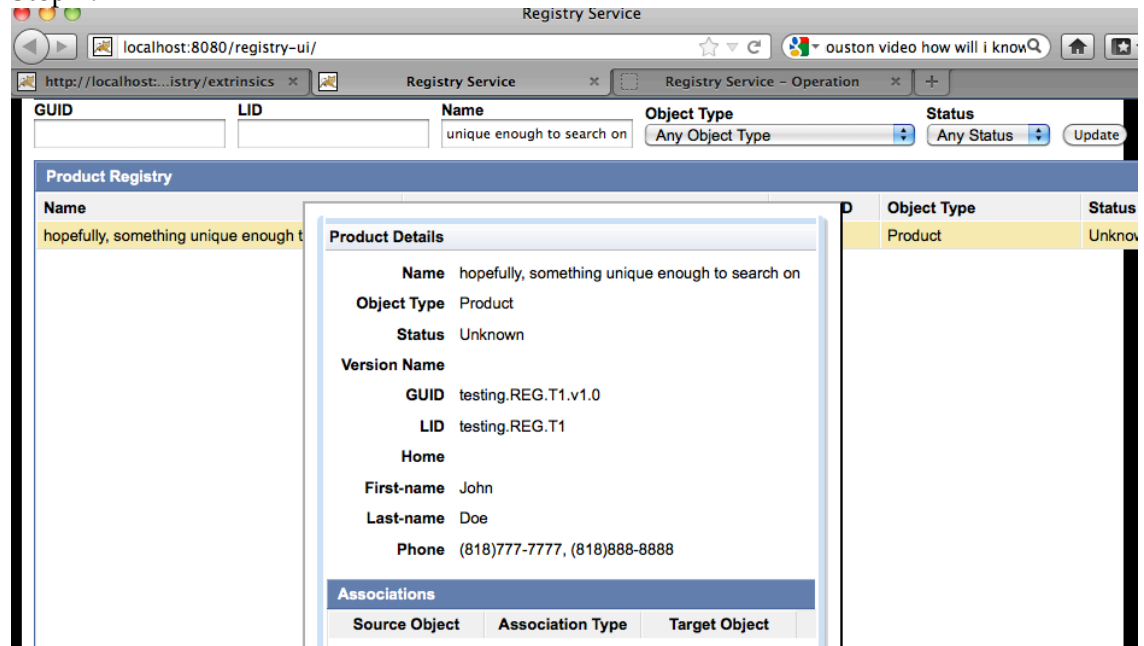 Registry Service
localhost:8080/registry-ui/
ouston video how will i know
http://localhost:...istry/extrinsics
Registry Service
Registry Service – Operation
GUID LID Name Object Type Status
unique enough to search on Any Object Type Any Status Update
Product Registry
Name D Object Type Status
hopefully, something unique enough t Product Unknow
Product Details
Name hopefully, something unique enough to search on
Object Type Product
Status Unknown
Version Name
GUID testing.REG.T1.v1.0
LID testing.REG.T1
Home
First-name John
Last-name Doe
Phone (818)777-7777, (818)888-8888
Associations
Source Object Association Type Target Object